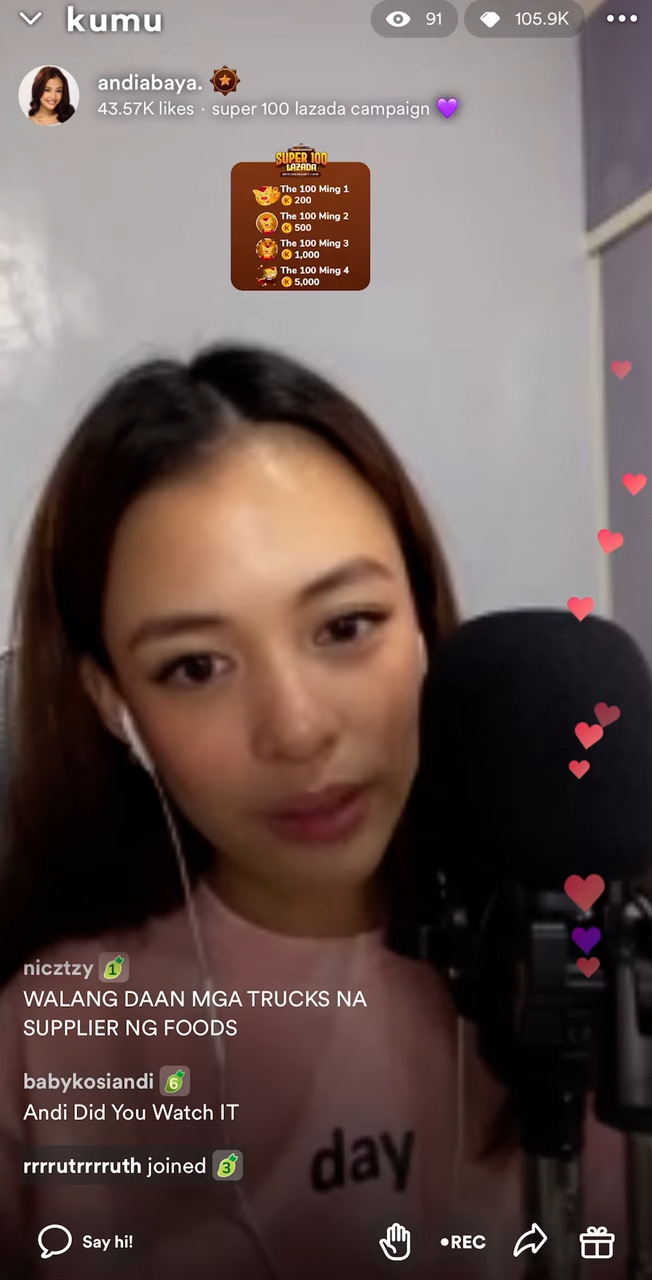 kumu
91
105.9K
andiabaya.
43.57K likes · super 100 lazada campaign
SUPER 100
LAZADA
The 100 Ming 1
200
The 100 Ming 2
500
The 100 Ming 3
1,000
The 100 Ming 4
5,000
nicztzy 1
WALANG DAAN MGA TRUCKS NA
SUPPLIER NG FOODS
babykosiandi 6
Andi Did You Watch IT
rrrrutrrrruth joined 3
day
Say hi!
•REC